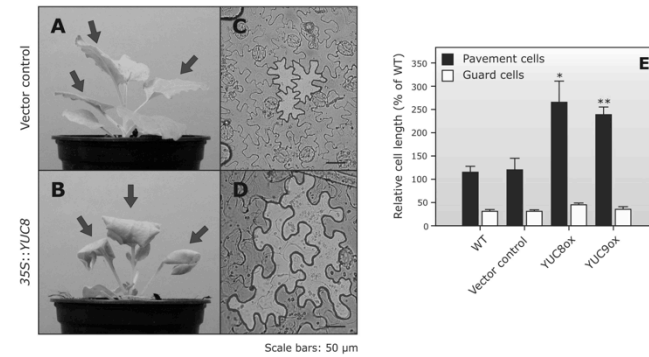 Vector control
35S::YUC8
A
B
C
D
Scale bars: 50 µm
E
Pavement cells
Guard cells
Relative cell length (% of WT)
350
300
250
200
150
100
50
0
*
**
WT
Vector control
YUC8ox
YUC9ox